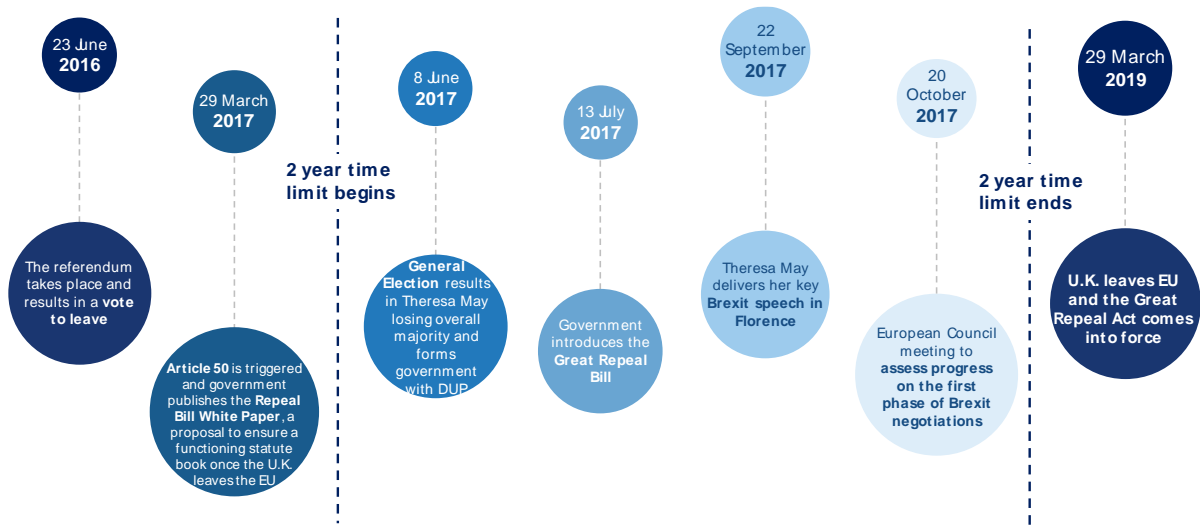 23 June
2016
The referendum
takes place and
results in a vote
to leave
29 March
2017
Article 50 is triggered
and government
publishes the Repeal
Bill White Paper, a
proposal to ensure a
functioning statute
book once the U.K.
leaves the EU
2 year time
limit begins
8 June
2017
General
Election results
in Theresa May
losing overall
majority and
forms
government
with DUP
13 July
2017
Government
introduces the
Great Repeal
Bill
22
September
2017
Theresa May
delivers her key
Brexit speech in
Florence
20
October
2017
European Council
meeting to
assess progress
on the first
phase of Brexit
negotiations
2 year time
limit ends
29 March
2019
U.K. leaves EU
and the Great
Repeal Act comes
into force